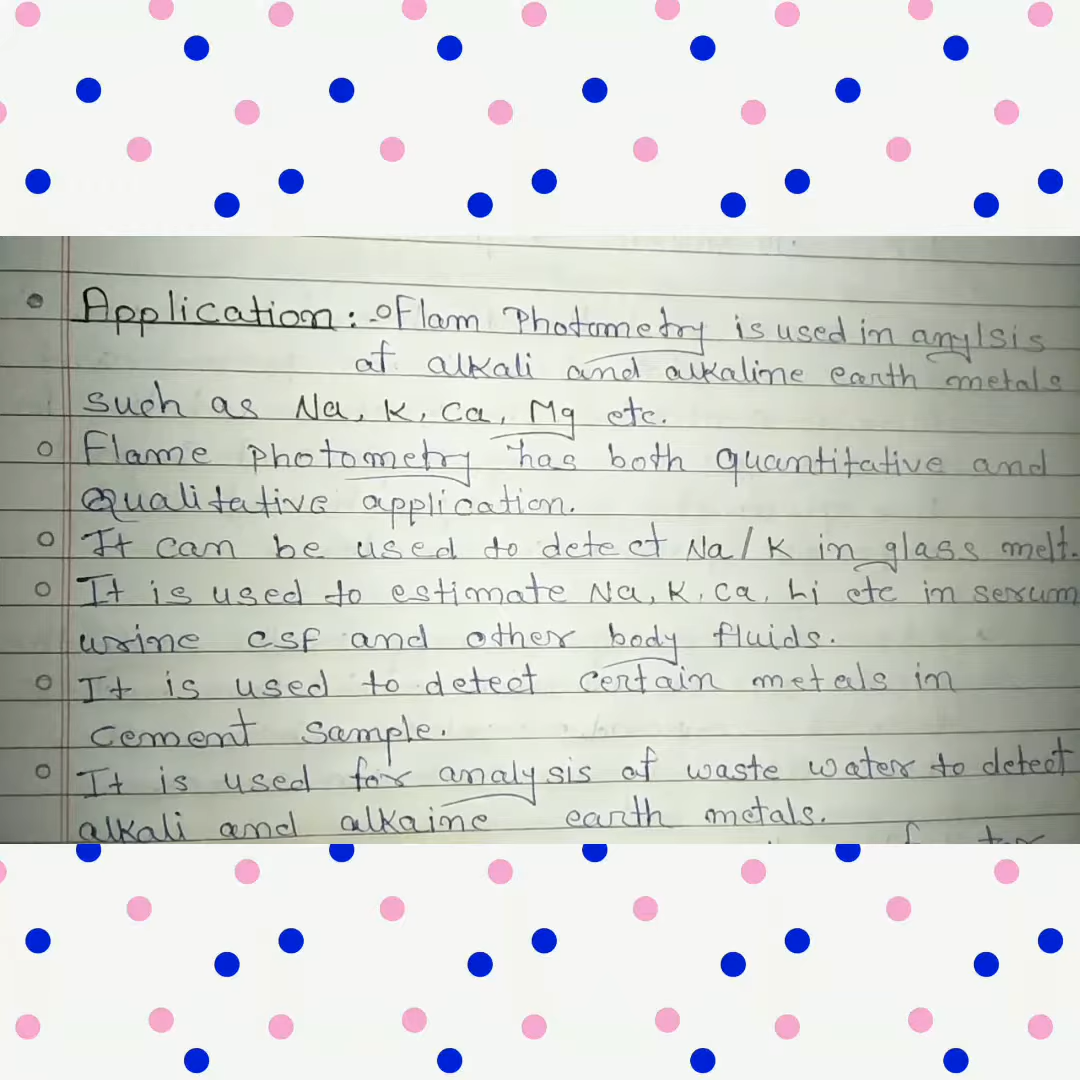 Application: Flam Photometry is used in anylsis
of alkali and alkaline earth metals
such as Na, K, Ca, Mg etc.
Flame photometry has both quantitative and
qualitative application.
It can be used to detect Na/K in glass melt.
It is used to estimate Na, K, Ca, Li etc in serum
urine csf and other body fluids.
It is used to detect certain metals in
cement sample.
It is used for analysis of waste water to detect
alkali and alkaine earth metals.